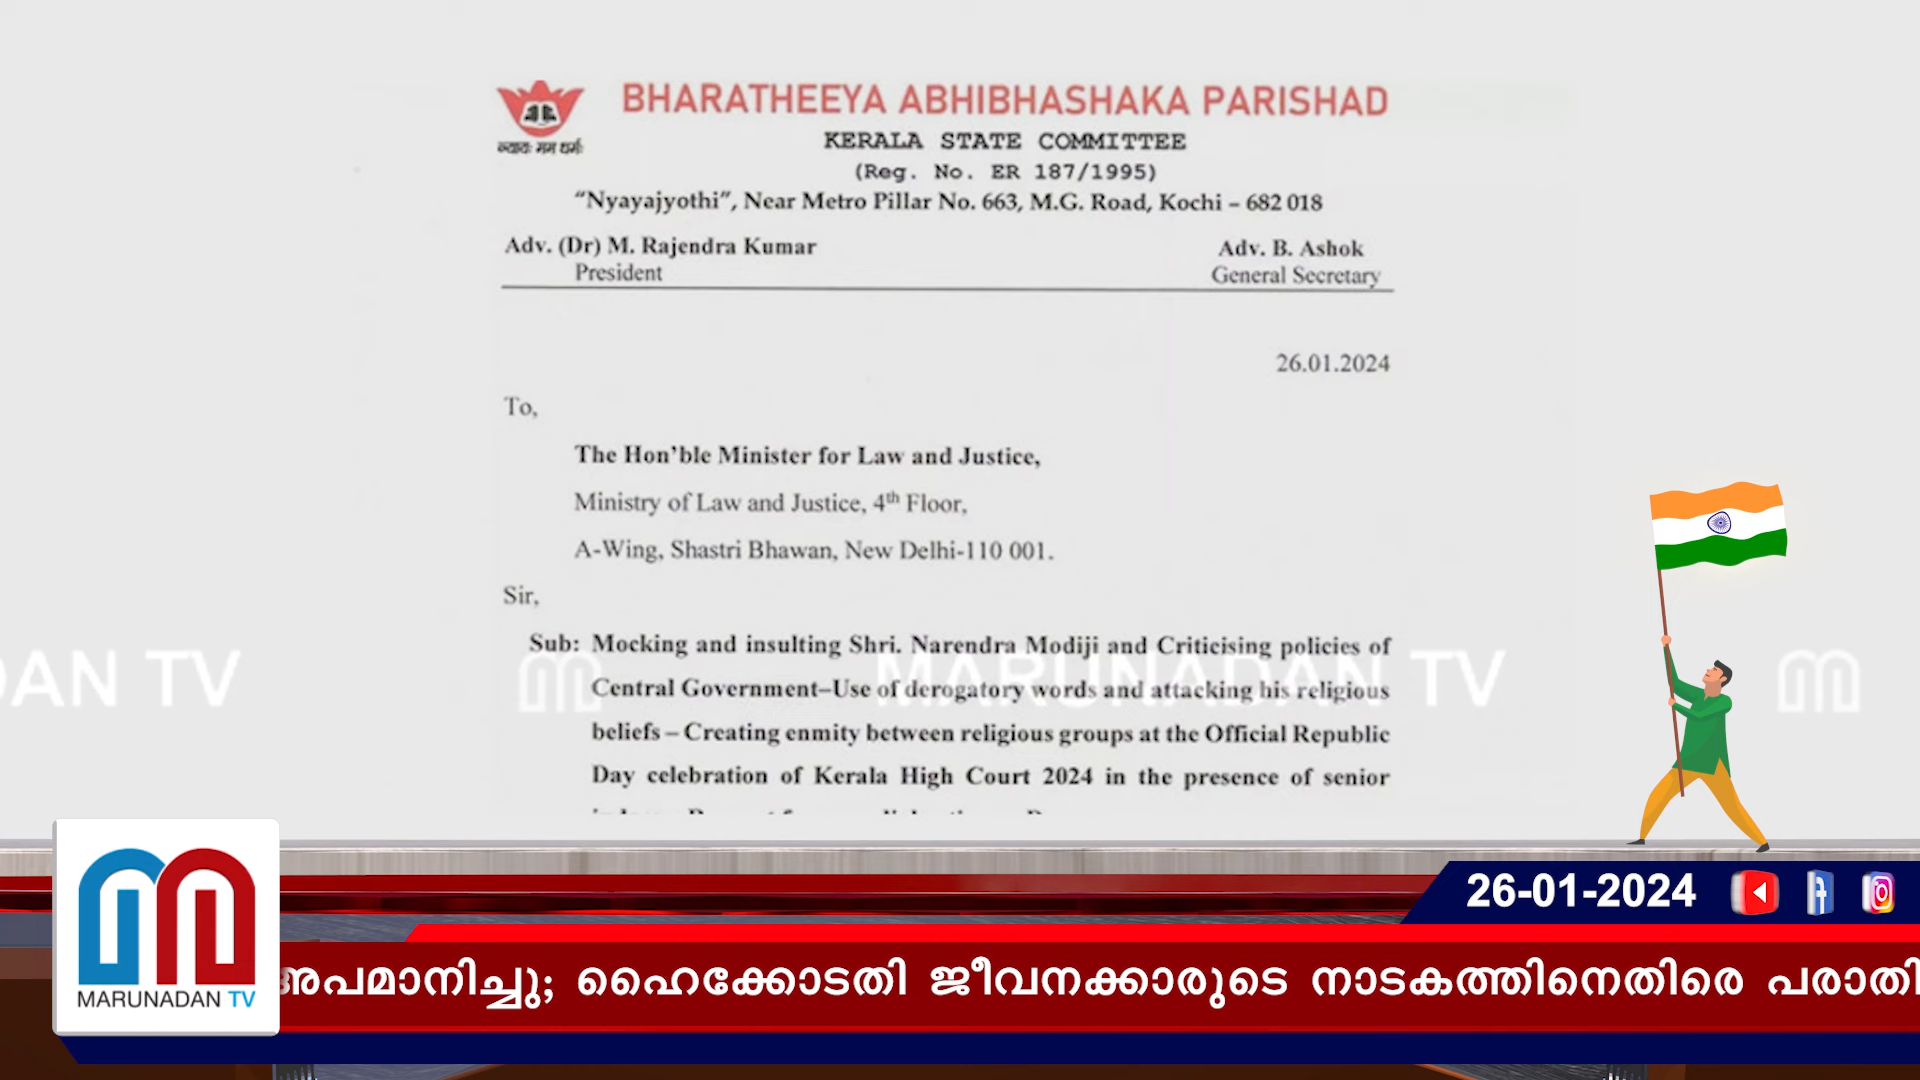 BHARATHEEYA ABHIBHASHAKA PARISHAD
न्यायः मम धर्मः
KERALA STATE COMMITTEE
(Reg. No. ER 187/1995)
“Nyayajyothi”, Near Metro Pillar No. 663, M.G. Road, Kochi – 682 018
Adv. (Dr) M. Rajendra Kumar
President
Adv. B. Ashok
General Secretary
26.01.2024
To,
The Hon’ble Minister for Law and Justice,
Ministry of Law and Justice, 4th Floor,
A-Wing, Shastri Bhawan, New Delhi-110 001.
Sir,
Sub: Mocking and insulting Shri. Narendra Modiji and Criticising policies of
Central Government–Use of derogatory words and attacking his religious
beliefs – Creating enmity between religious groups at the Official Republic
Day celebration of Kerala High Court 2024 in the presence of senior
DAN TV
MARUNADAN TV
26-01-2024
MARUNADAN TV
അപമാനിച്ചു; ഹൈക്കോടതി ജീവനക്കാരുടെ നാടകത്തിനെതിരെ പരാതി